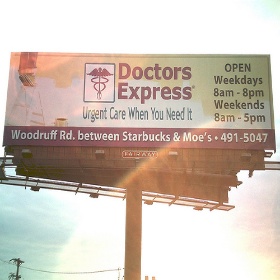 Doctors
Express
Urgent Care When You Need It
OPEN
Weekdays
8am - 8pm
Weekends
8am - 5pm
Woodruff Rd. between Starbucks & Moe's • 491-5047
FAIRWAY